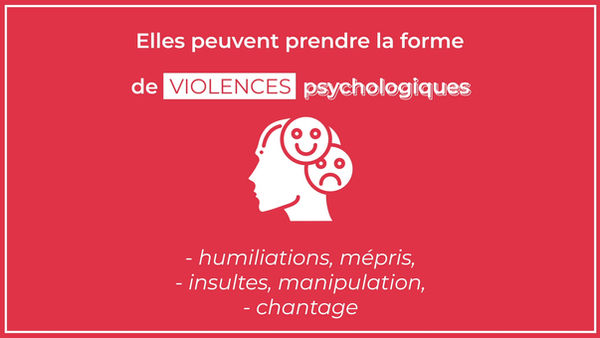 Elles peuvent prendre la forme
de VIOLENCES psychologiques
- humiliations, mépris,
- insultes, manipulation,
- chantage